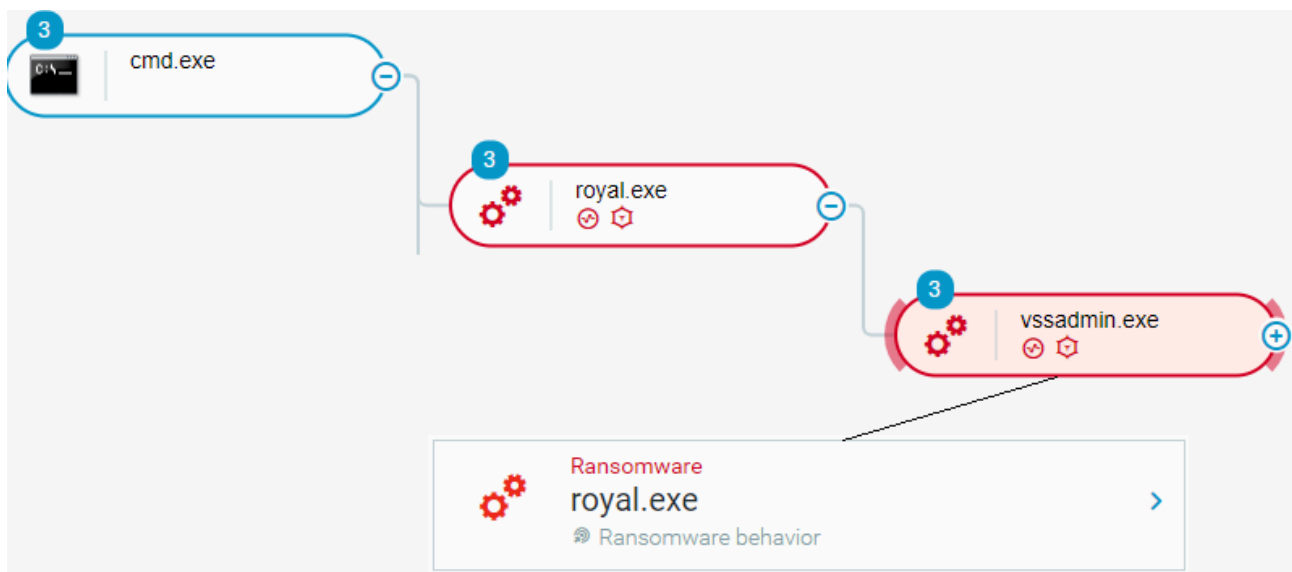 3
cmd.exe
3
royal.exe
3
vssadmin.exe
Ransomware
royal.exe
Ransomware behavior